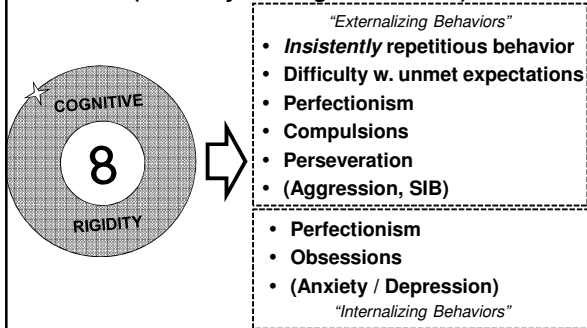 COGNITIVE
8
RIGIDITY
"Externalizing Behaviors"
• Insistently repetitious behavior
• Difficulty w. unmet expectations
• Perfectionism
• Compulsions
• Perseveration
• (Aggression, SIB)
• Perfectionism
• Obsessions
• (Anxiety / Depression)
"Internalizing Behaviors"